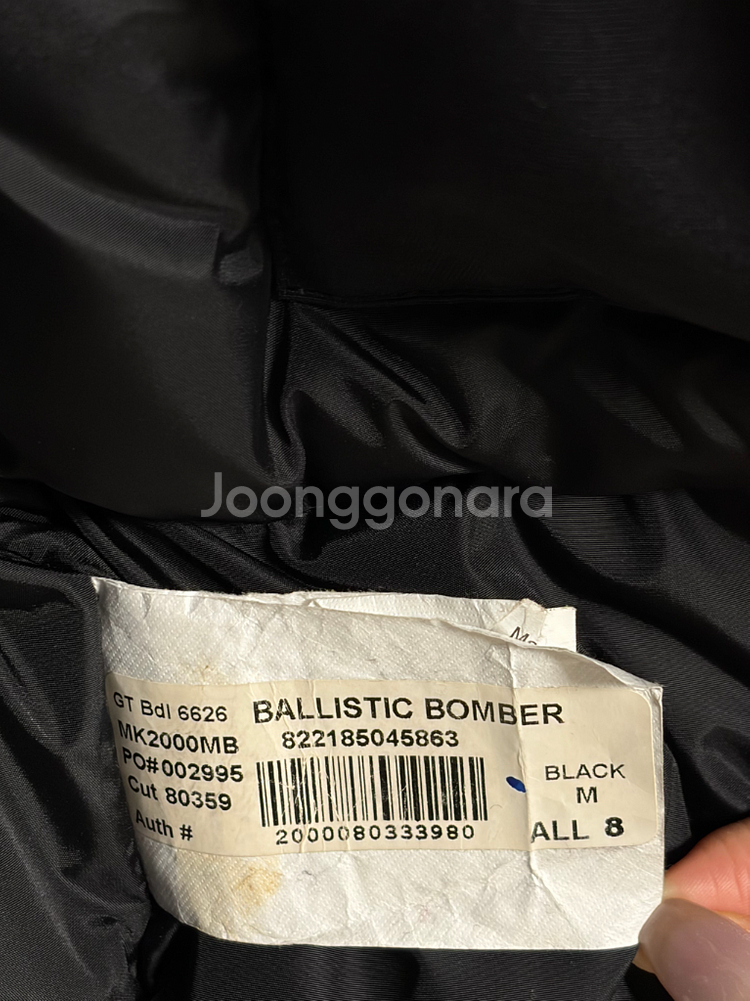 Joonggonara
GT Bdl 6626 BALLISTIC BOMBER
MK2000MB 822185045863
PO#002995
Cut 80359
Auth #
2000080333980
BLACK
M
ALL 8